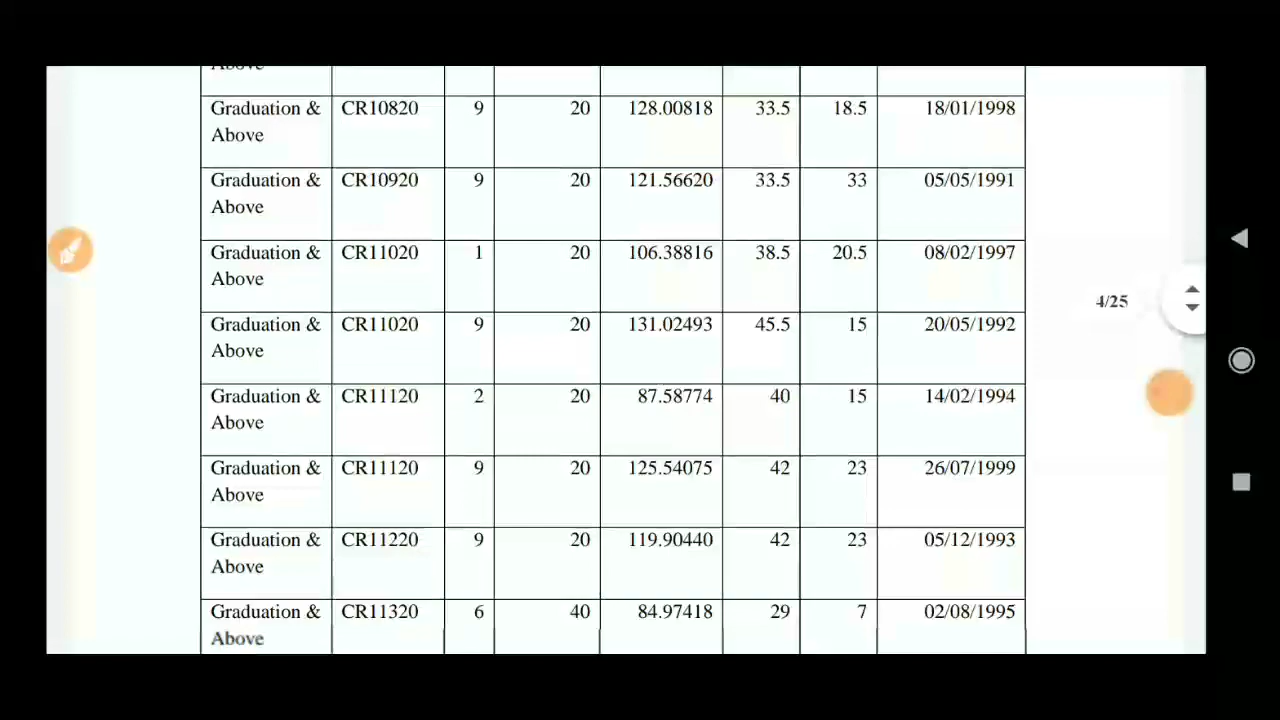 Above
Graduation & CR10820 9 20 128.00818 33.5 18.5 18/01/1998
Above
Graduation & CR10920 9 20 121.56620 33.5 33 05/05/1991
Above
Graduation & CR11020 1 20 106.38816 38.5 20.5 08/02/1997
Above
4/25
Graduation & CR11020 9 20 131.02493 45.5 15 20/05/1992
Above
Graduation & CR11120 2 20 87.58774 40 15 14/02/1994
Above
Graduation & CR11120 9 20 125.54075 42 23 26/07/1999
Above
Graduation & CR11220 9 20 119.90440 42 23 05/12/1993
Above
Graduation & CR11320 6 40 84.97418 29 7 02/08/1995
Above